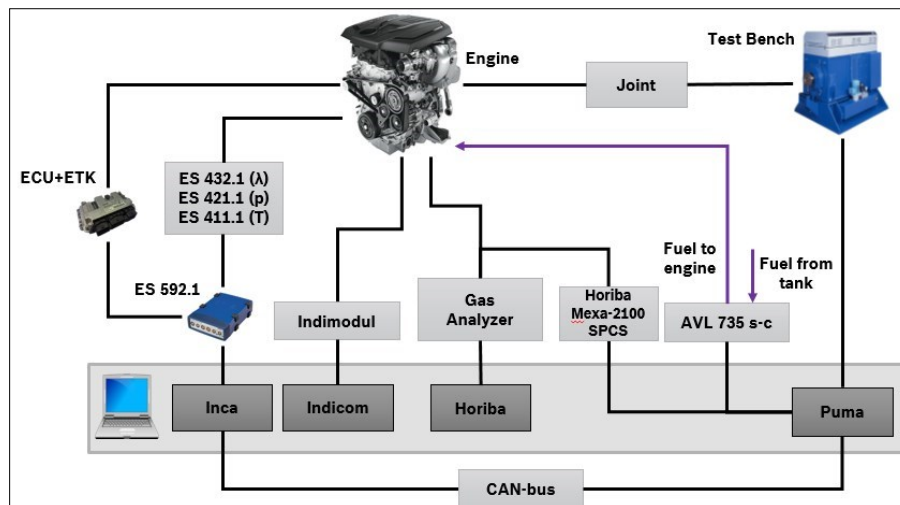 Test Bench
Engine
Joint
ECU+ETK
ES 432.1 (λ)
ES 421.1 (p)
ES 411.1 (T)
Fuel to
engine
Fuel from
tank
ES 592.1
Indimodul
Gas
Analyzer
Horiba
Mexa-2100
SPCS
AVL 735 s-c
Inca
Indicom
Horiba
Puma
CAN-bus